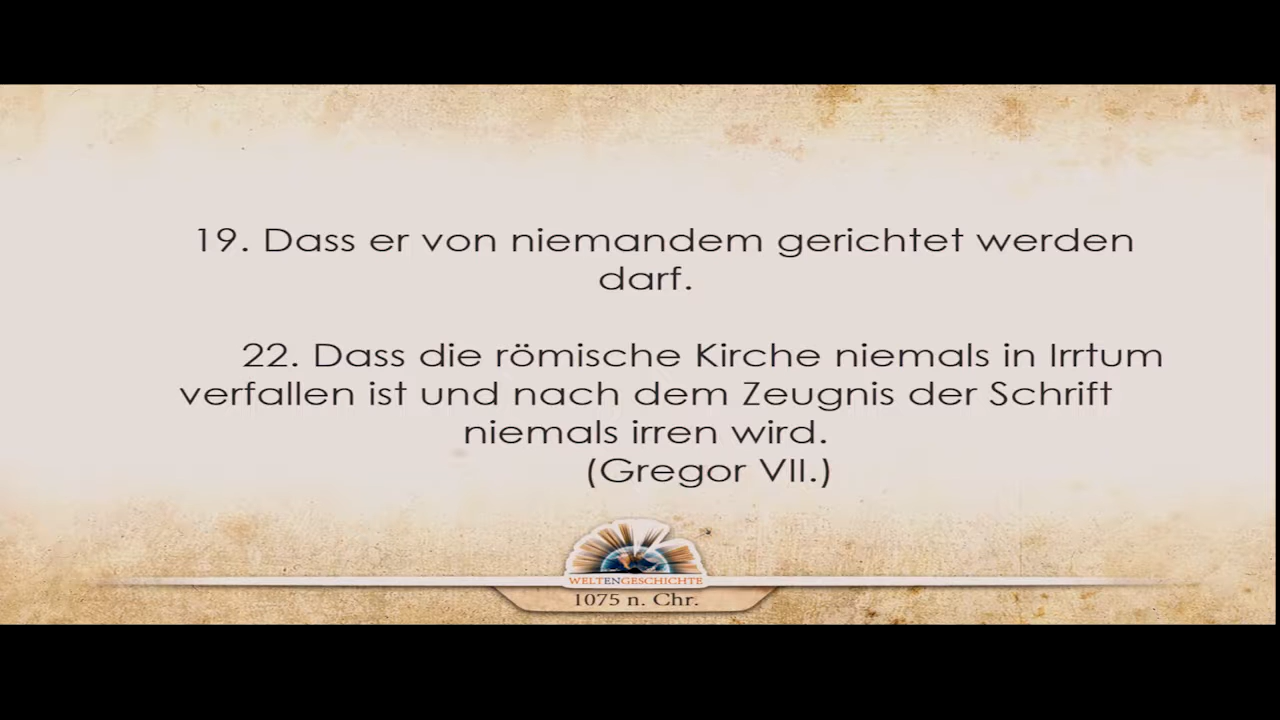 19. Dass er von niemandem gerichtet werden
darf.
22. Dass die römische Kirche niemals in Irrtum
verfallen ist und nach dem Zeugnis der Schrift
niemals irren wird.
(Gregor VII.)
WELTENGESCHICHTE
1075 n. Chr.